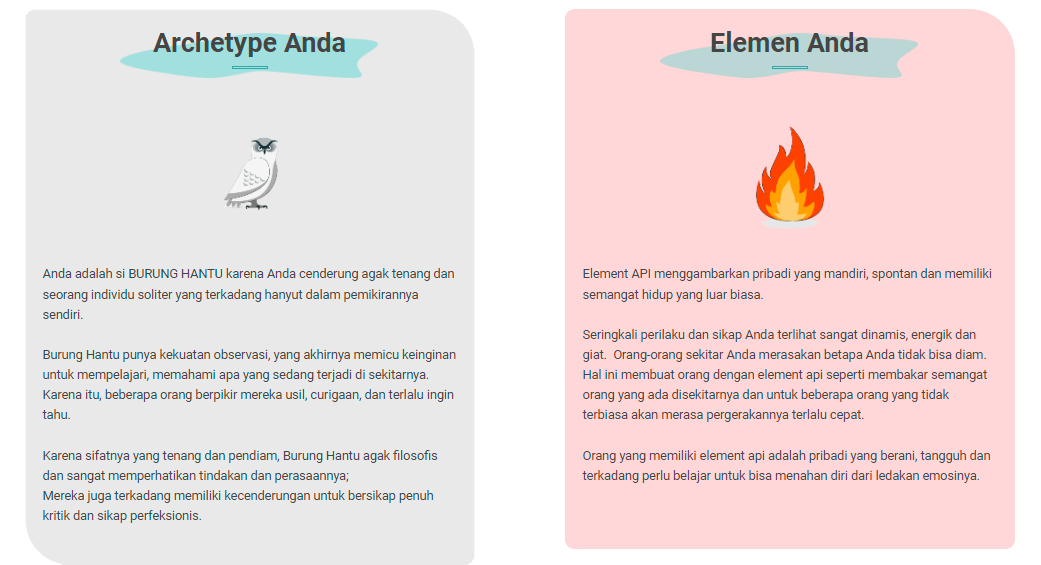 Archetype Anda
Anda adalah si BURUNG HANTU karena Anda cenderung agak tenang dan
seorang individu soliter yang terkadang hanyut dalam pemikirannya
sendiri.
Burung Hantu punya kekuatan observasi, yang akhirnya memicu keinginan
untuk mempelajari, memahami apa yang sedang terjadi di sekitarnya.
Karena itu, beberapa orang berpikir mereka usil, curigaan, dan terlalu ingin
tahu.
Karena sifatnya yang tenang dan pendiam, Burung Hantu agak filosofis
dan sangat memperhatikan tindakan dan perasaannya;
Mereka juga terkadang memiliki kecenderungan untuk bersikap penuh
kritik dan sikap perfeksionis.
Elemen Anda
Element API menggambarkan pribadi yang mandiri, spontan dan memiliki
semangat hidup yang luar biasa.
Seringkali perilaku dan sikap Anda terlihat sangat dinamis, energik dan
giat.  Orang-orang sekitar Anda merasakan betapa Anda tidak bisa diam.
Hal ini membuat orang dengan element api seperti membakar semangat
orang yang ada disekitarnya dan untuk beberapa orang yang tidak
terbiasa akan merasa pergerakannya terlalu cepat.
Orang yang memiliki element api adalah pribadi yang berani, tangguh dan
terkadang perlu belajar untuk bisa menahan diri dari ledakan emosinya.